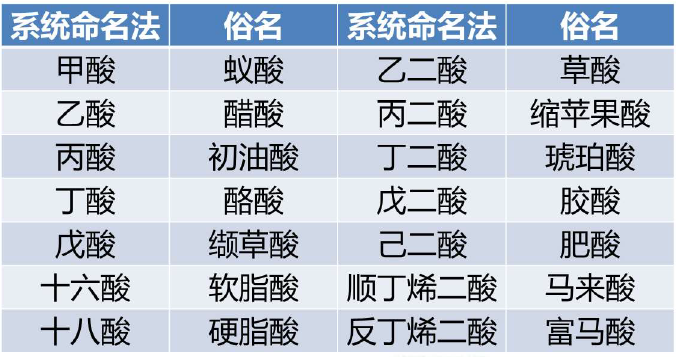 系统命名法 俗名 系统命名法 俗名
甲酸 蚁酸 乙二酸 草酸
乙酸 醋酸 丙二酸 缩苹果酸
丙酸 初油酸 丁二酸 琥珀酸
丁酸 酪酸 戊二酸 胶酸
戊酸 缬草酸 己二酸 肥酸
十六酸 软脂酸 顺丁烯二酸 马来酸
十八酸 硬脂酸 反丁烯二酸 富马酸